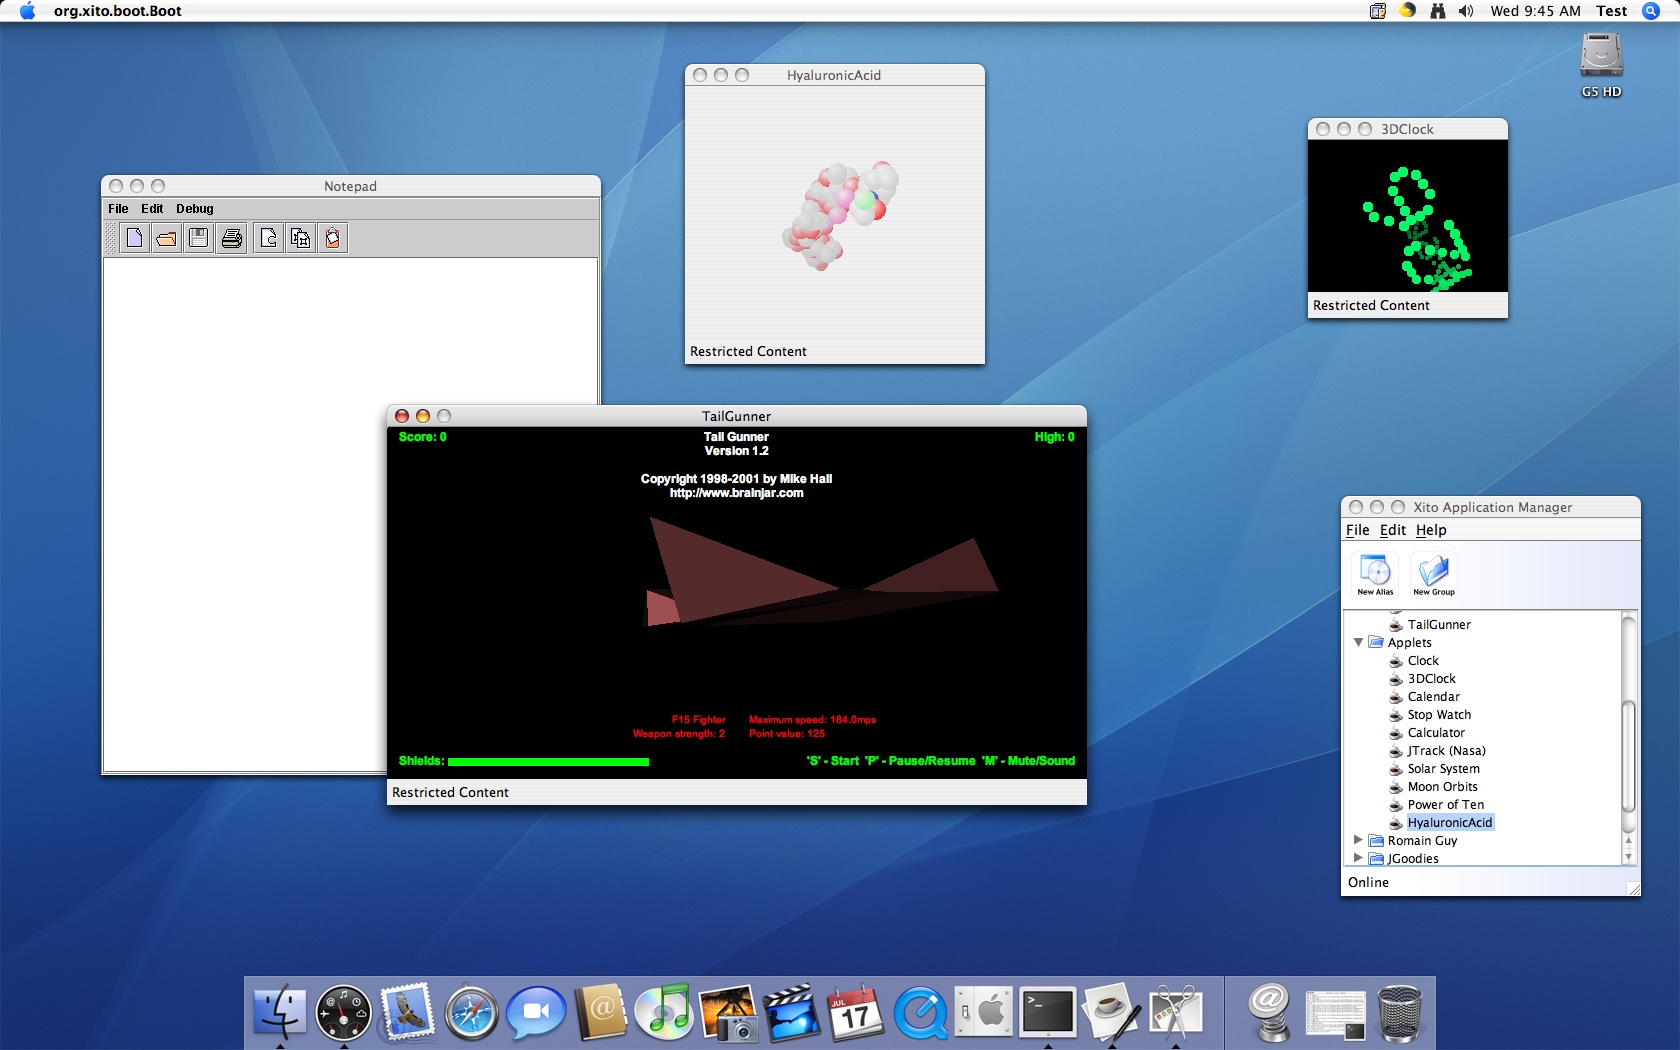 org.xito.boot.Boot
Wed 9:45 AM Test
G5 HD
HyaluronicAcid
Restricted Content
3DClock
Restricted Content
Notepad
File Edit Debug
TailGunner
Score: 0
Tail Gunner
High: 0
Version 1.2
Copyright 1998-2001 by Mike Hall
http://www.brainjar.com
F15 Fighter Maximum speed: 184.0mps
Weapon strength: 2 Point value: 125
Shields:
'S' - Start 'P' - Pause/Resume 'M' - Mute/Sound
Restricted Content
Xito Application Manager
File Edit Help
New Alias New Group
TailGunner
Applets
Clock
3DClock
Calendar
Stop Watch
Calculator
JTrack (Nasa)
Solar System
Moon Orbits
Power of Ten
HyaluronicAcid
Romain Guy
JGoodies
Online
JUL
17